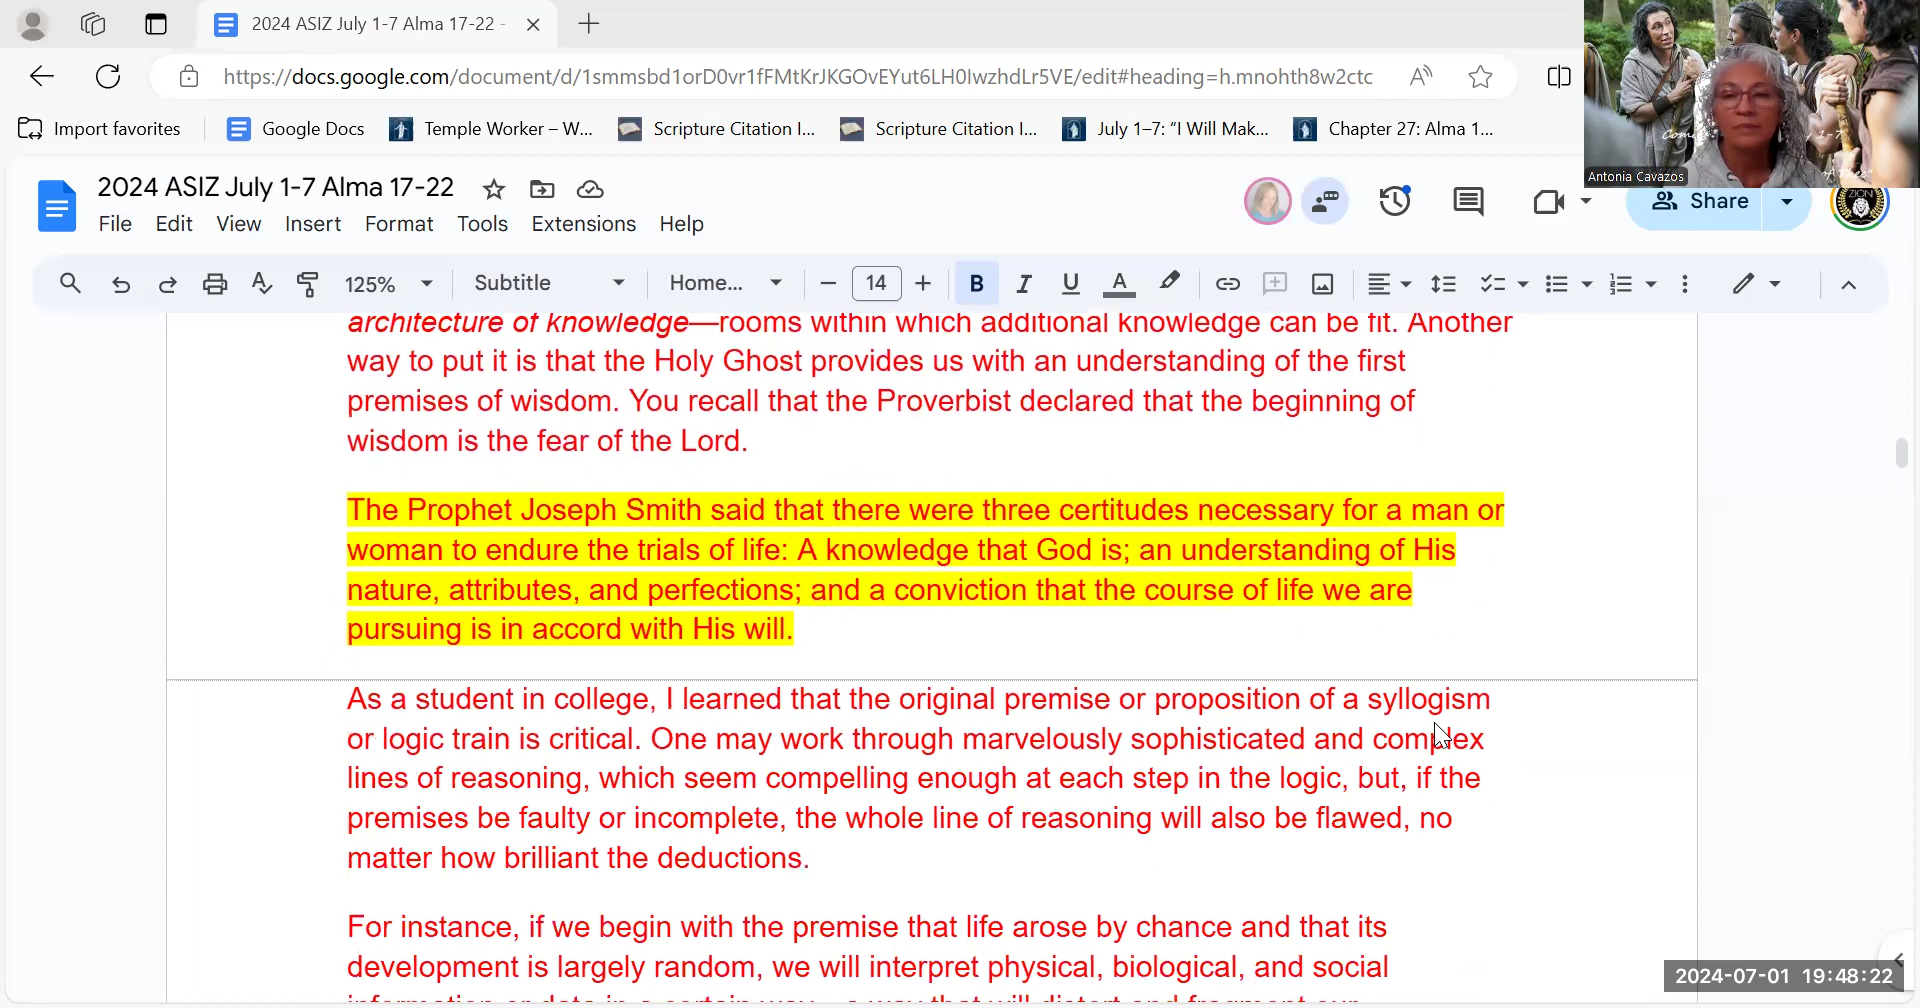 2024 ASIZ July 1-7 Alma 17-22 -
https://docs.google.com/document/d/1smmsbd1orD0vr1fFMtKrJKGOvEYut6LH0IwzhdLr5VE/edit#heading=h.mnohth8w2ctc
Import favorites
Google Docs
Temple Worker – W...
Scripture Citation I...
Scripture Citation I...
July 1–7: “I Will Mak...
Chapter 27: Alma 1...
Antonia Cavazos
2024 ASIZ July 1-7 Alma 17-22
File Edit View Insert Format Tools Extensions Help
Share
ZION
125% Subtitle Home... 14 B I U A
architecture of knowledge—rooms within which additional knowledge can be fit. Another
way to put it is that the Holy Ghost provides us with an understanding of the first
premises of wisdom. You recall that the Proverbist declared that the beginning of
wisdom is the fear of the Lord.
The Prophet Joseph Smith said that there were three certitudes necessary for a man or
woman to endure the trials of life: A knowledge that God is; an understanding of His
nature, attributes, and perfections; and a conviction that the course of life we are
pursuing is in accord with His will.
As a student in college, I learned that the original premise or proposition of a syllogism
or logic train is critical. One may work through marvelously sophisticated and complex
lines of reasoning, which seem compelling enough at each step in the logic, but, if the
premises be faulty or incomplete, the whole line of reasoning will also be flawed, no
matter how brilliant the deductions.
For instance, if we begin with the premise that life arose by chance and that its
development is largely random, we will interpret physical, biological, and social
2024-07-01 19:48:22